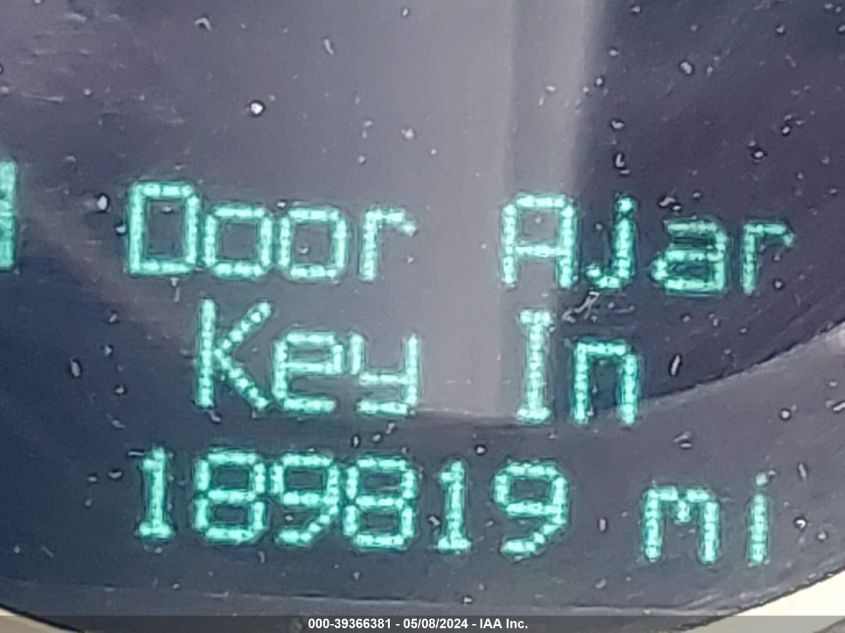 Door Ajar
Key In
189819 mi
000-39366381 - 05/08/2024 - IAA Inc.